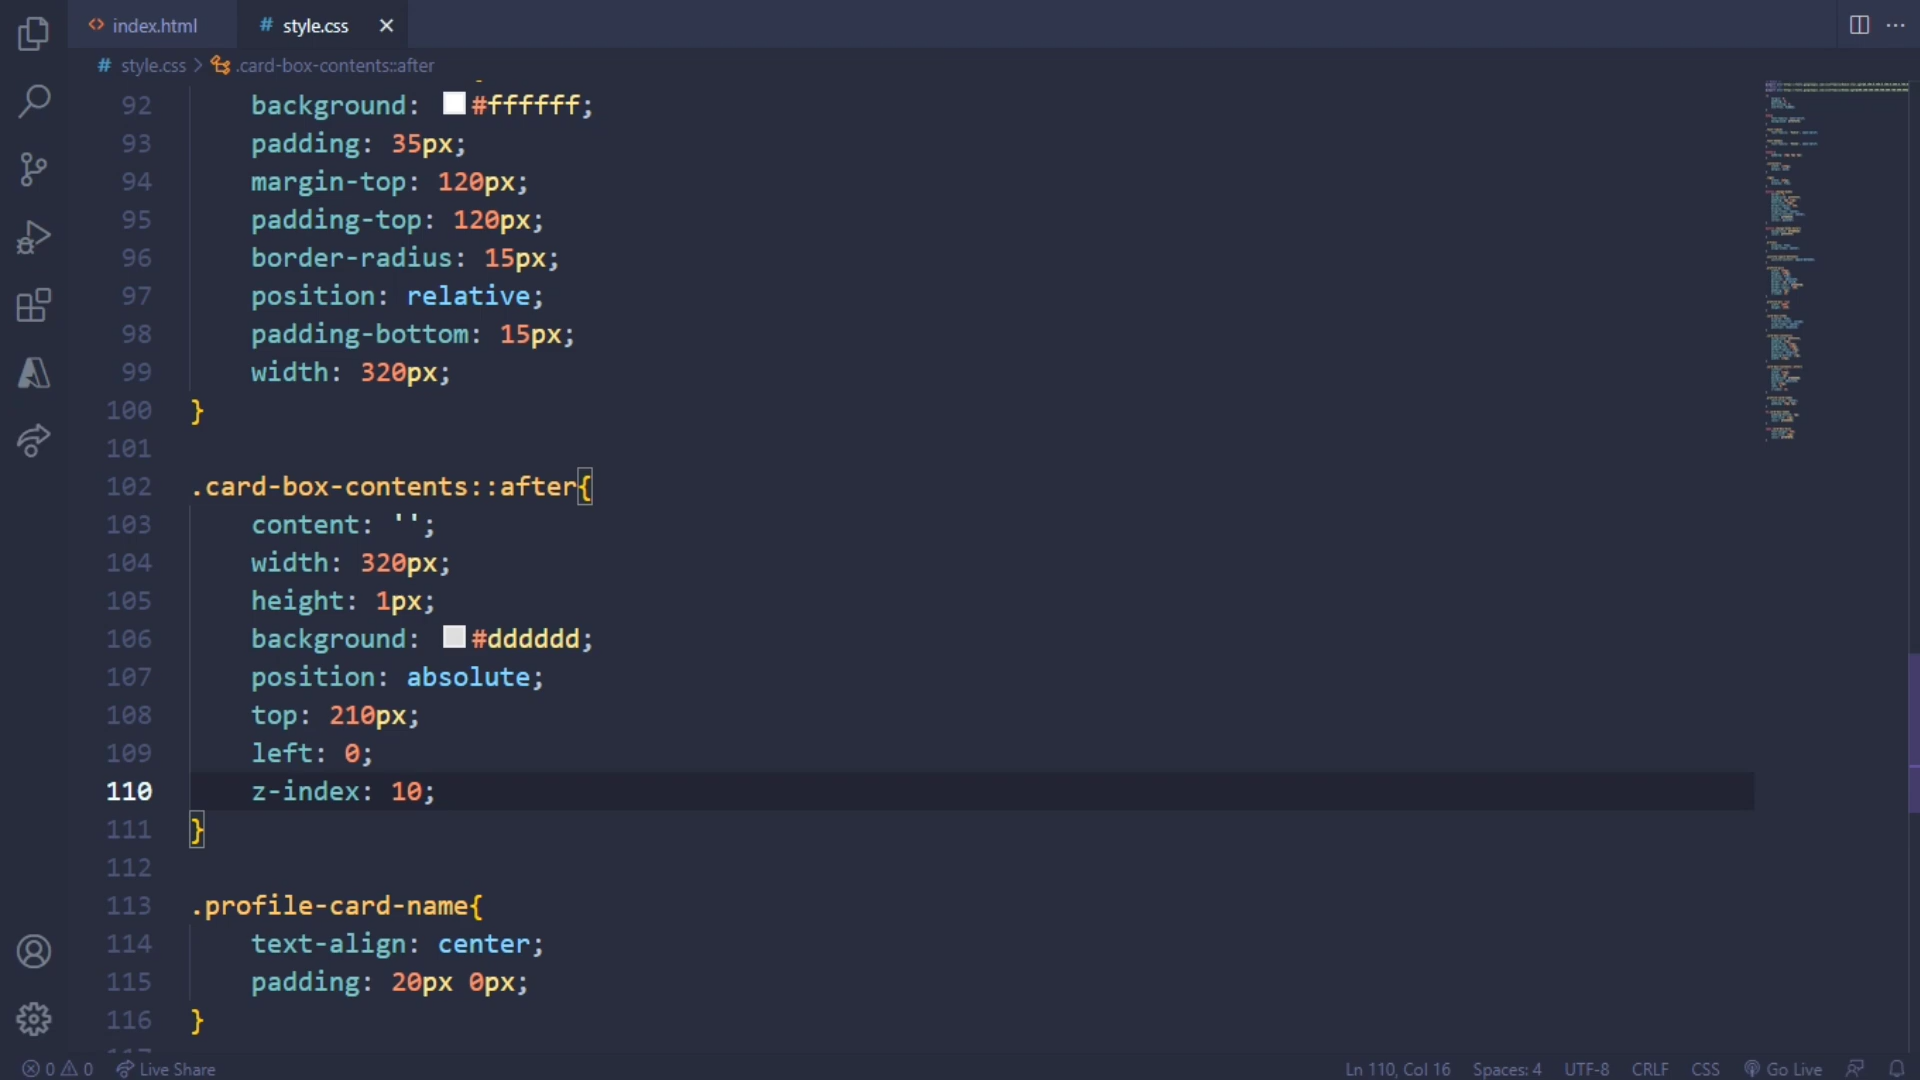 index.html
style.css
style.css > .card-box-contents::after
92 background: #ffffff;
93 padding: 35px;
94 margin-top: 120px;
95 padding-top: 120px;
96 border-radius: 15px;
97 position: relative;
98 padding-bottom: 15px;
99 width: 320px;
100 }
101
102 .card-box-contents::after{
103 content: '';
104 width: 320px;
105 height: 1px;
106 background: #dddddd;
107 position: absolute;
108 top: 210px;
109 left: 0;
110 z-index: 10;
111 }
112
113 .profile-card-name{
114 text-align: center;
115 padding: 20px 0px;
116 }
0 0 Live Share Ln 110, Col 16 Spaces: 4 UTF-8 CRLF CSS Go Live